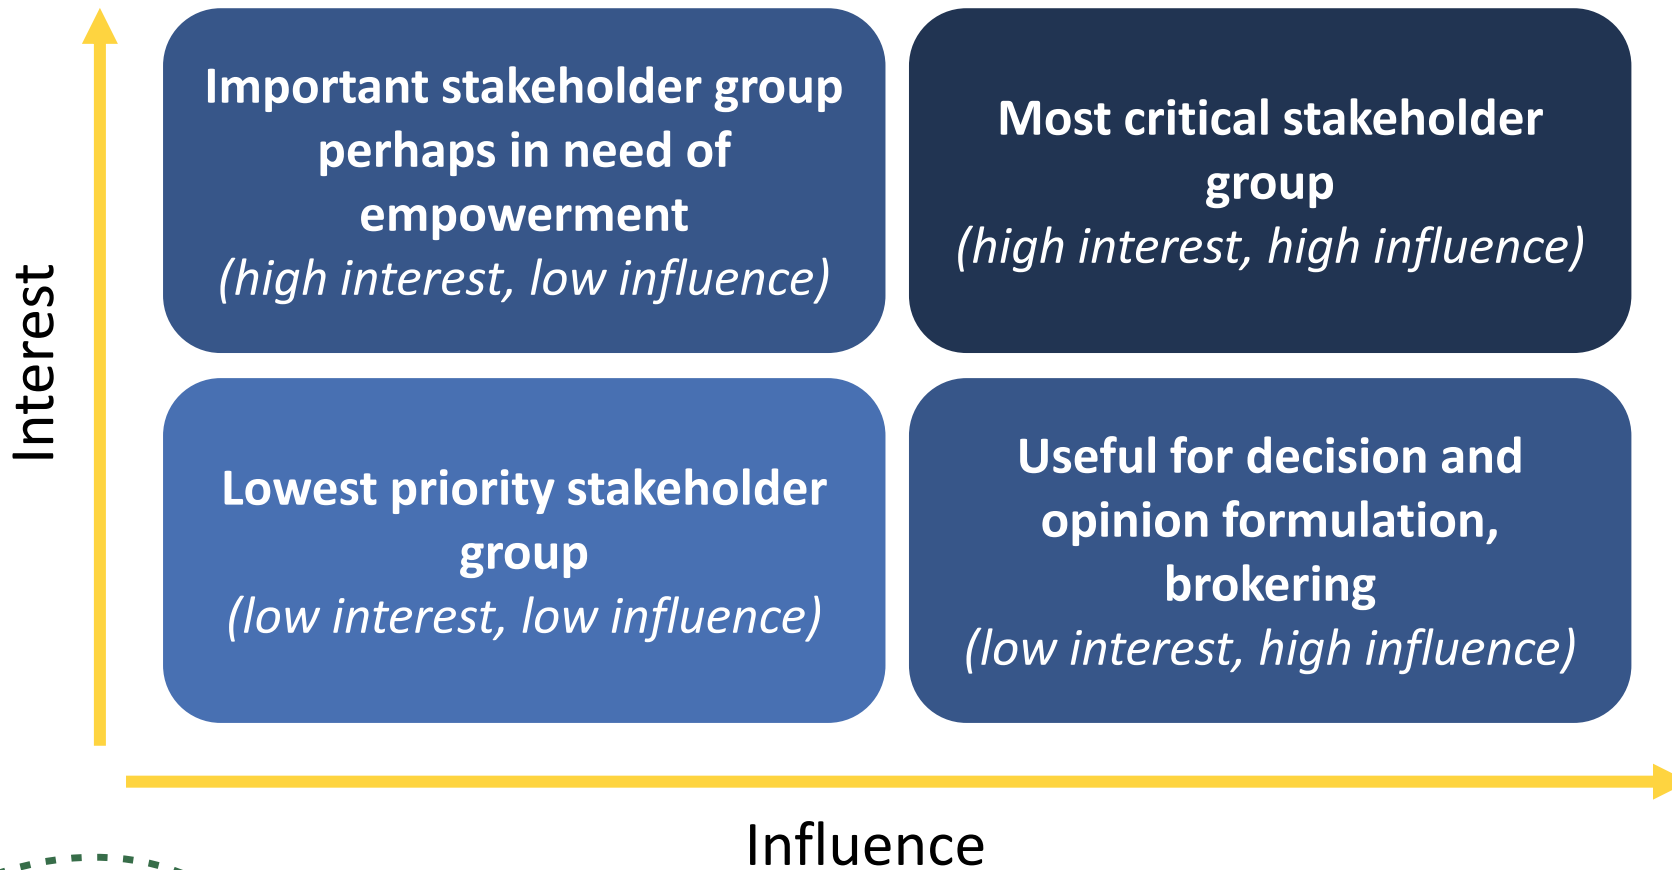 Interest
Important stakeholder group
perhaps in need of
empowerment
(high interest, low influence)
Most critical stakeholder
group
(high interest, high influence)
Lowest priority stakeholder
group
(low interest, low influence)
Useful for decision and
opinion formulation,
brokering
(low interest, high influence)
Influence